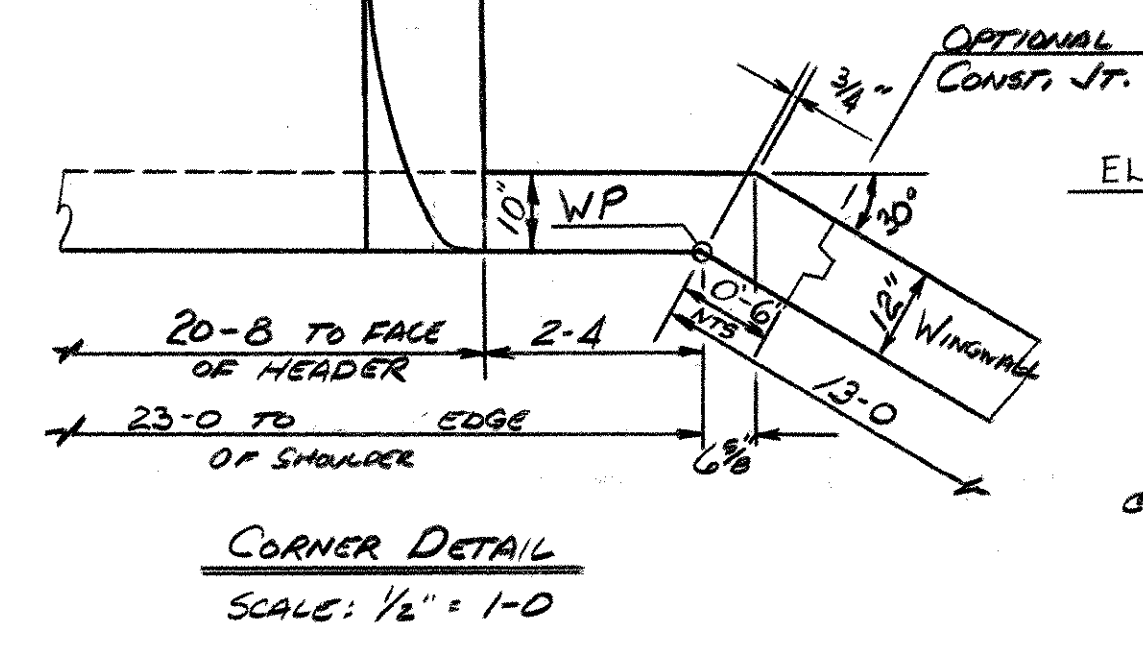 OPTIONAL
CONST. JT.
3/4"
EL
10"
WP
30°
0'-6"
NTS
12"
WINGWALL
20-8 TO FACE
OF HEADER
2-4
13-0
23-0 TO EDGE
OF SHOULDER
6 5/8"
CORNER DETAIL
SCALE: 1/2" = 1-0